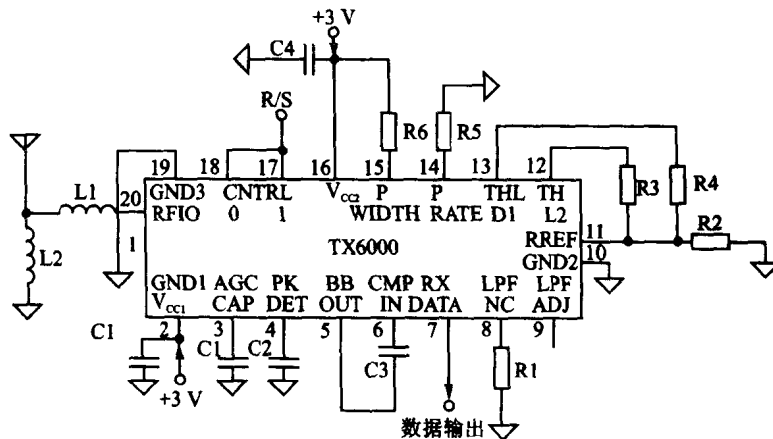 +3 V
C4
R/S
R6
R5
19
18
17
16
15
14
13
12
L1
20
GND3
CNTRL
V_CC2
P
P
THL
TH
R3
R4
RFIO
0
1
WIDTH
RATE
D1
L2
11
R2
1
TX6000
RREF
10
L2
GND2
GND1
AGC
PK
BB
CMP
RX
LPF
LPF
V_CC1
CAP
DET
OUT
IN
DATA
NC
ADJ
C1
2
3
4
5
6
7
8
9
C1
C2
C3
R1
+3 V
数据输出